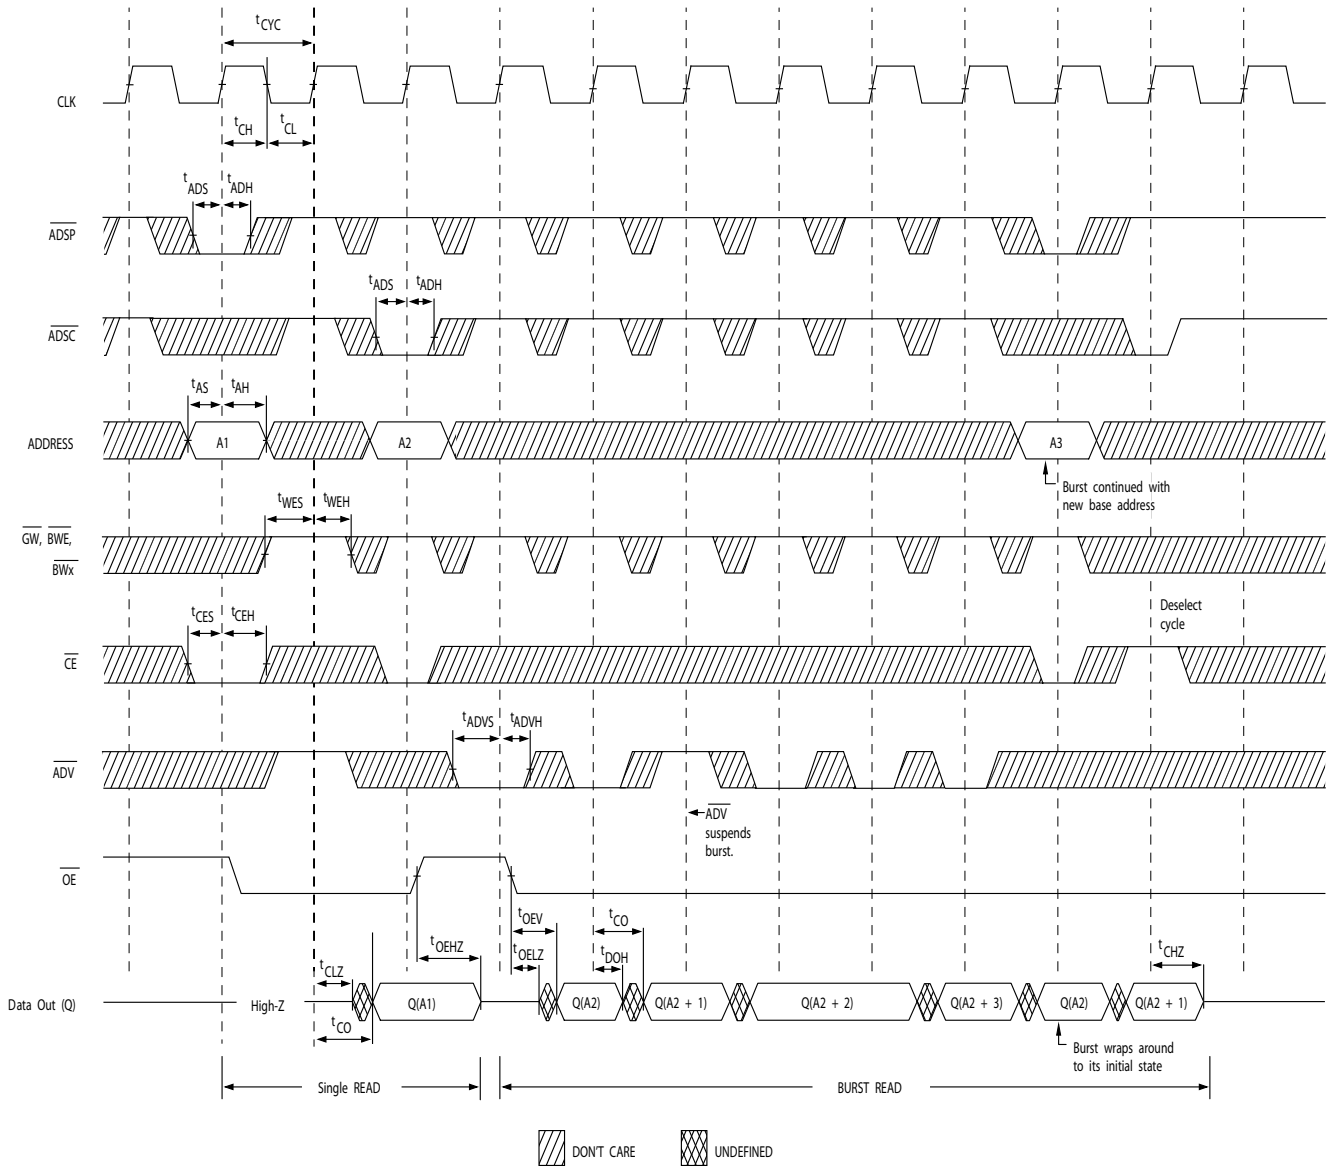 tCYC
CLK
tCH
tCL
tADS
tADH
ADSP
tADS
tADH
ADSC
tAS
tAH
ADDRESS
A1
A2
A3
Burst continued with
new base address
tWES
tWEH
GW, BWE,
BWx
Deselect
cycle
tCES
tCEH
CE
tADVS
tADVH
ADV
ADV
suspends
burst.
OE
tOEV
tCO
tOEHZ
tOELZ
tDOH
tCHZ
tCLZ
Data Out (Q)
High-Z
Q(A1)
Q(A2)
Q(A2 + 1)
Q(A2 + 2)
Q(A2 + 3)
Q(A2)
Q(A2 + 1)
tCO
Burst wraps around
to its initial state
Single READ
BURST READ
DON'T CARE
UNDEFINED